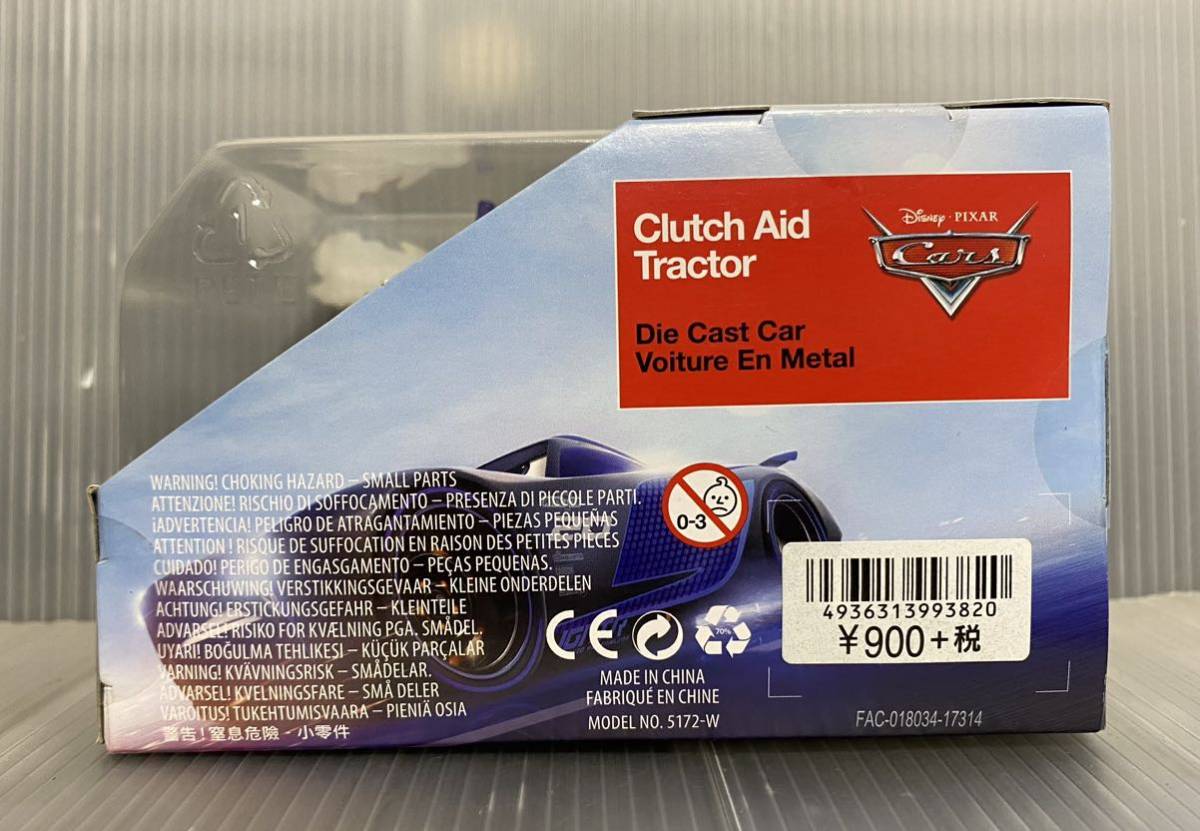 1
PETE
Clutch Aid
Tractor
Disney · PIXAR
Cars
Die Cast Car
Voiture En Metal
WARNING! CHOKING HAZARD – SMALL PARTS
ATTENZIONE! RISCHIO DI SOFFOCAMENTO – PRESENZA DI PICCOLE PARTI.
¡ADVERTENCIA! PELIGRO DE ATRAGANTAMIENTO – PIEZAS PEQUEÑAS
ATTENTION ! RISQUE DE SUFFOCATION EN RAISON DES PETITES PIECES
CUIDADO! PERIGO DE ENGASGAMENTO – PEÇAS PEQUENAS.
WAARSCHUWING! VERSTIKKINGSGEVAAR – KLEINE ONDERDELEN
ACHTUNG! ERSTICKUNGSGEFAHR – KLEINTEILE
ADVARSEL! RISIKO FOR KVÆLNING PGA. SMÅDEL.
UYARI! BOĞULMA TEHLIKESI – KÜÇÜK PARÇALAR
VARNING! KVÄVNINGSRISK – SMÅDELAR.
ADVARSEL! KVELNINGSFARE – SMÅ DELER
VAROITUS! TUKEHTUMISVAARA – PIENIÄ OSIA
警告!窒息危險·小零件
0-3
CE
70%
MADE IN CHINA
FABRIQUÉ EN CHINE
MODEL NO. 5172-W
4936313993820
¥900+税
FAC-018034-17314